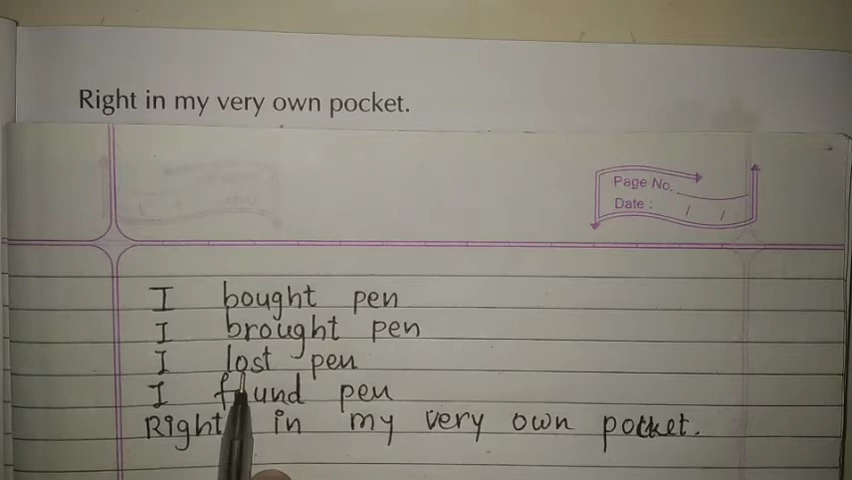 Right in my very own pocket.
Page No.
Date : / /
I bought pen
I brought pen
I lost pen
I found pen
Right in my very own pocket.